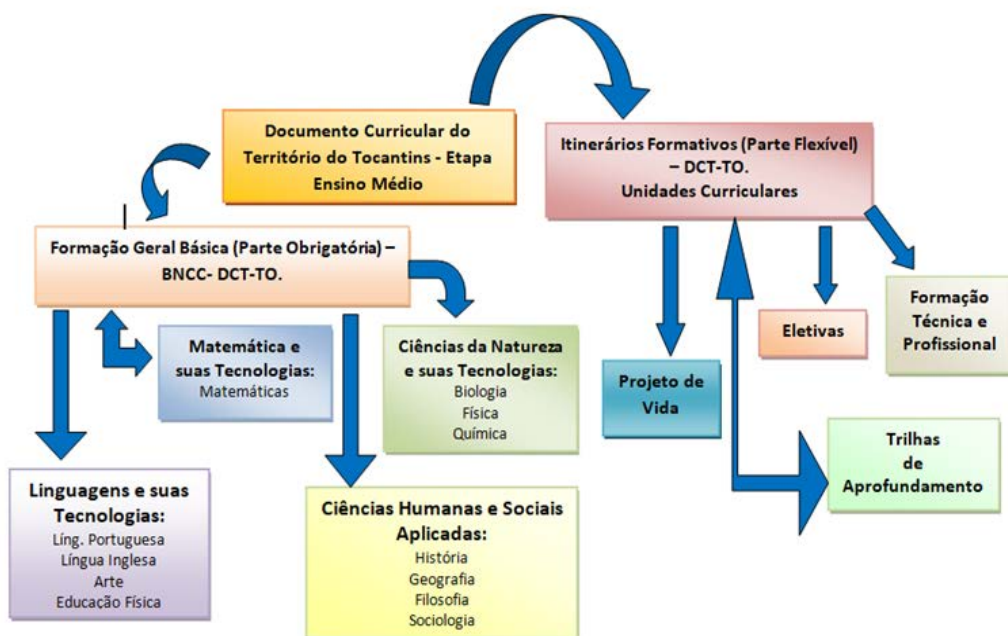 Documento Curricular do
Território do Tocantins - Etapa
Ensino Médio
Itinerários Formativos (Parte Flexível)
– DCT-TO.
Unidades Curriculares
Formação Geral Básica (Parte Obrigatória) –
BNCC- DCT-TO.
Matemática e
suas Tecnologias:
Matemáticas
Ciências da Natureza
e suas Tecnologias:
Biologia
Física
Química
Linguagens e suas
Tecnologias:
Líng. Portuguesa
Língua Inglesa
Arte
Educação Física
Ciências Humanas e Sociais
Aplicadas:
História
Geografia
Filosofia
Sociologia
Projeto de
Vida
Eletivas
Formação
Técnica e
Profissional
Trilhas
de
Aprofundamento